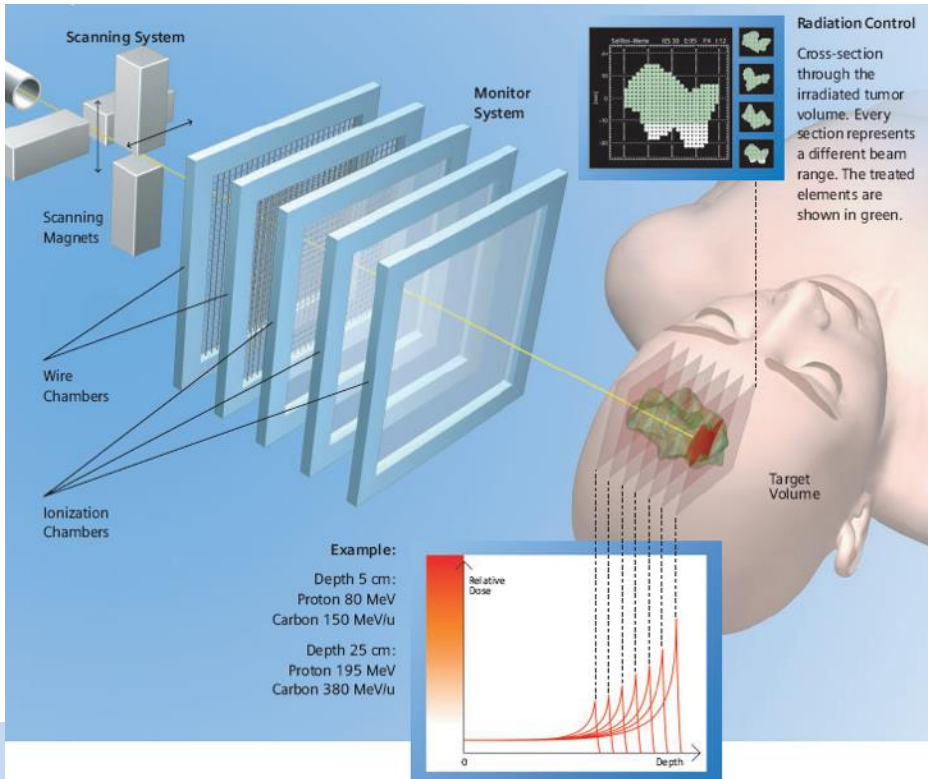 Scanning System
Scanning
Magnets
Monitor
System
Wire
Chambers
Ionization
Chambers
Radiation Control
Cross-section
through the
irradiated tumor
volume. Every
section represents
a different beam
range. The treated
elements are
shown in green.
Target
Volume
Example:
Depth 5 cm:
Proton 80 MeV
Carbon 150 MeV/u
Depth 25 cm:
Proton 195 MeV
Carbon 380 MeV/u
Relative
Dose
0
Depth